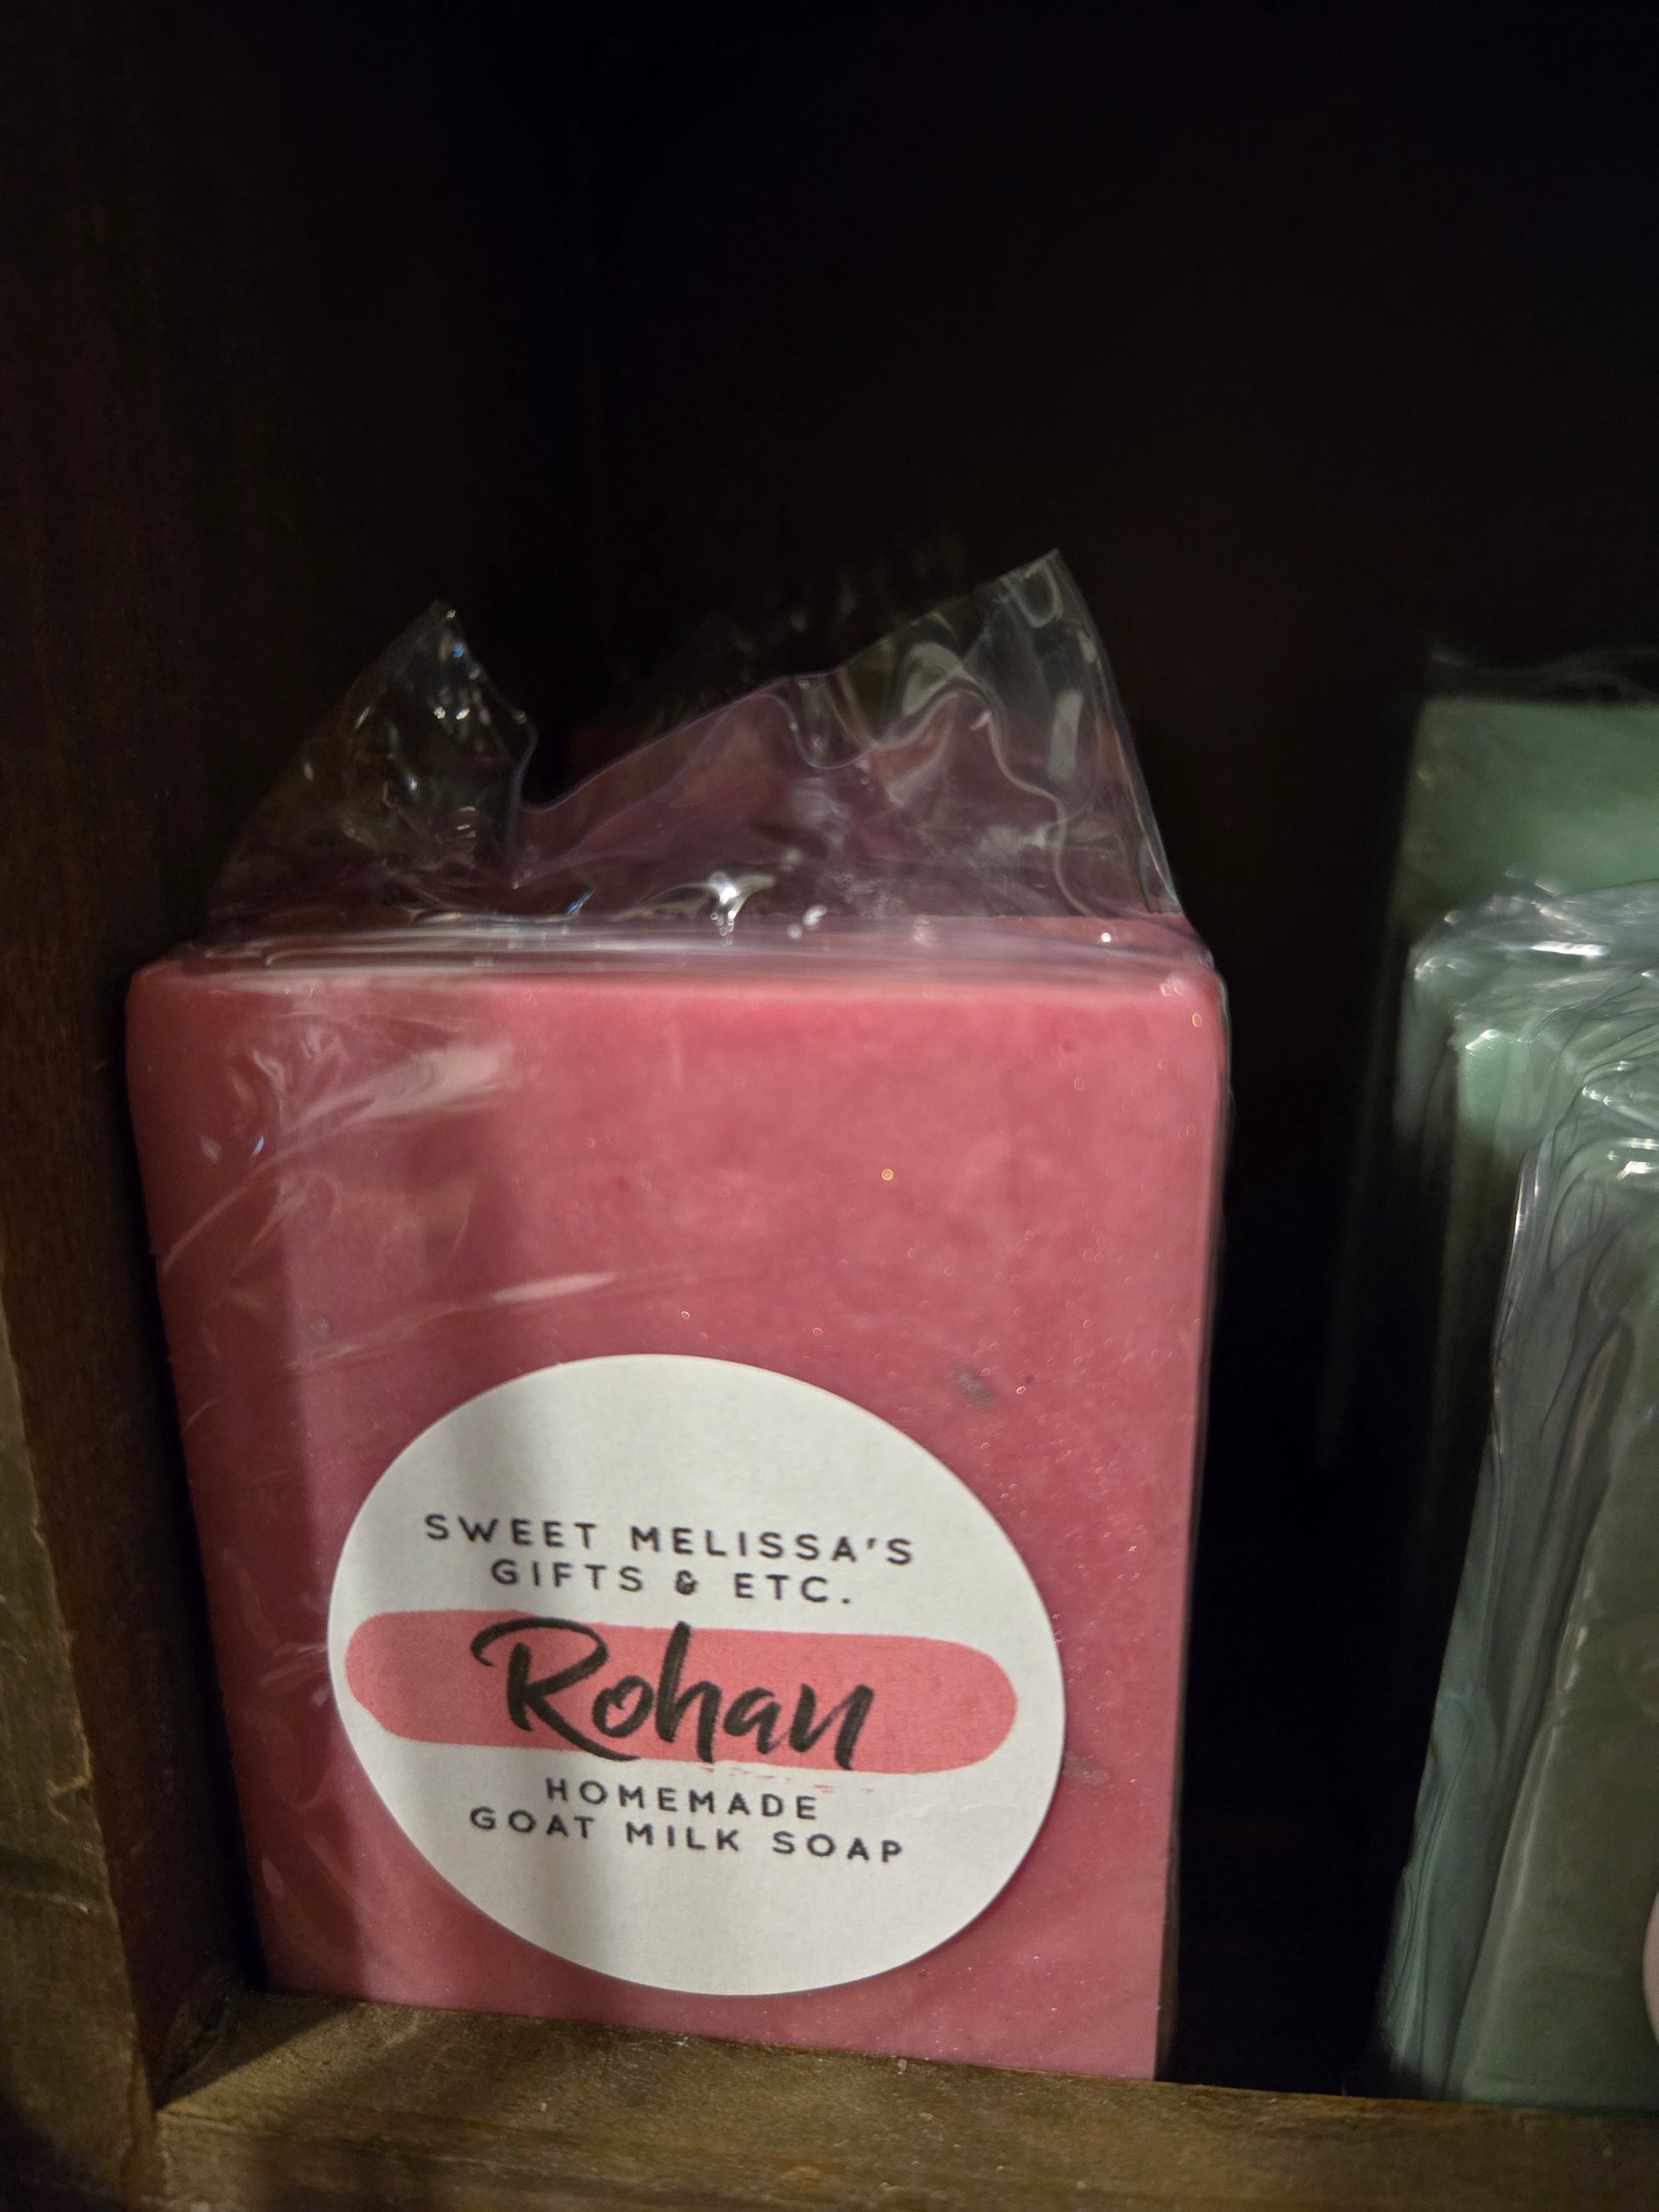 SWEET MELISSA'S
GIFTS & ETC.
Rohan
HOMEMADE
GOAT MILK SOAP